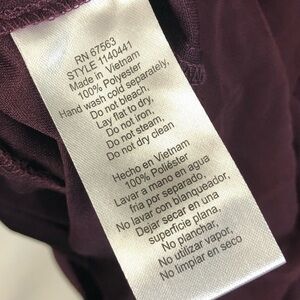 RN 67563
STYLE 1140441
Made in Vietnam
100% Polyester
Hand wash cold separately,
Do not bleach,
Lay flat to dry,
Do not iron,
Do not steam,
Do not dry clean
Hecho en Vietnam
100% Poliéster
Lavar a mano en agua
fria por separado,
No lavar con blanqueador,
Dejar secar en una
superficie plana,
No planchar,
No utilizar vapor,
No limpiar en seco